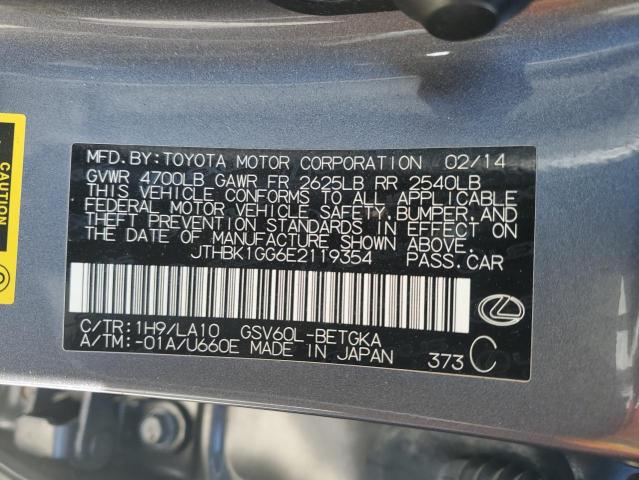 MFD. BY: TOYOTA MOTOR CORPORATION 02/14
GVWR 4700LB GAWR FR 2625LB RR 2540LB
THIS VEHICLE CONFORMS TO ALL APPLICABLE
FEDERAL MOTOR VEHICLE SAFETY, BUMPER, AND
THEFT PREVENTION STANDARDS IN EFFECT ON
THE DATE OF MANUFACTURE SHOWN ABOVE.
JTHBK1GG6E2119354 PASS. CAR
C/TR: 1H9/LA10 GSV60L-BETGKA
A/TM: -01A/U660E MADE IN JAPAN 373 C
CAUTION